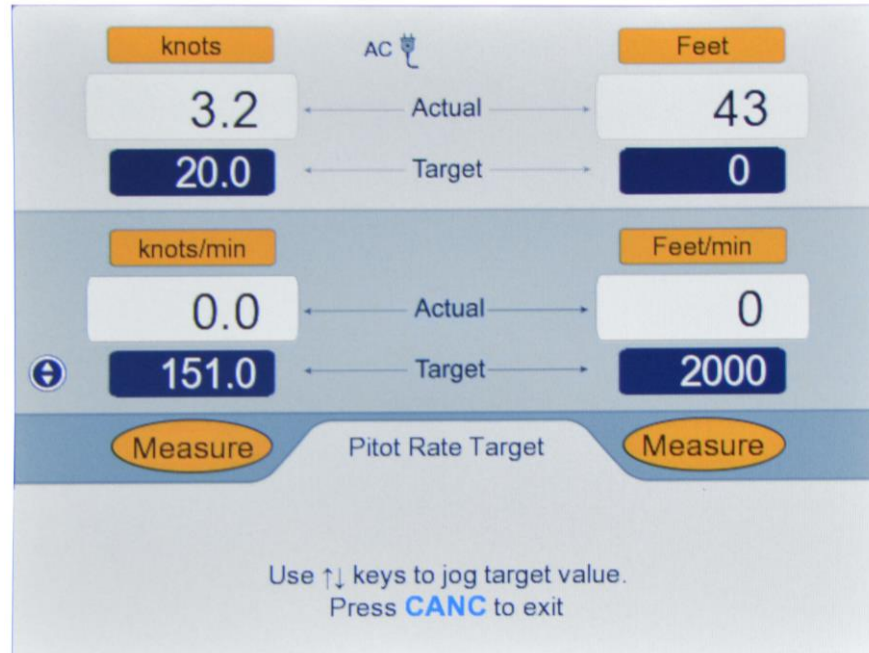 knots AC Feet
3.2 Actual 43
20.0 Target 0
knots/min Feet/min
0.0 Actual 0
151.0 Target 2000
Measure Pitot Rate Target Measure
Use ↑↓ keys to jog target value.
Press CANC to exit